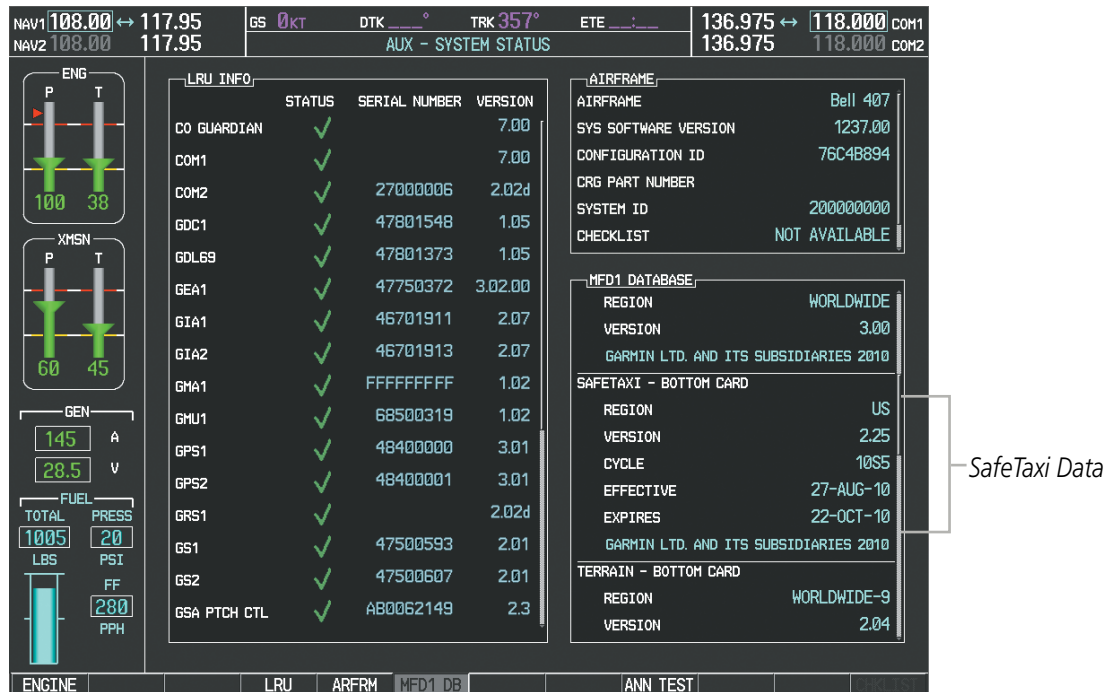 NAV1 108.00 ↔ 117.95 GS 0KT DTK ___° TRK 357° ETE __:__ 136.975 ↔ 118.000 COM1
NAV2 108.00 117.95 AUX - SYSTEM STATUS 136.975 118.000 COM2
ENG
P T
100 38
XMSN
P T
60 45
GEN
145 A
28.5 V
FUEL
TOTAL PRESS
1005 20
LBS PSI
FF
280
PPH
LRU INFO
STATUS SERIAL NUMBER VERSION
CO GUARDIAN ✓ 7.00
COM1 ✓ 7.00
COM2 ✓ 27000006 2.02d
GDC1 ✓ 47801548 1.05
GDL69 ✓ 47801373 1.05
GEA1 ✓ 47750372 3.02.00
GIA1 ✓ 46701911 2.07
GIA2 ✓ 46701913 2.07
GMA1 ✓ FFFFFFFFF 1.02
GMU1 ✓ 68500319 1.02
GPS1 ✓ 48400000 3.01
GPS2 ✓ 48400001 3.01
GRS1 ✓ 2.02d
GS1 ✓ 47500593 2.01
GS2 ✓ 47500607 2.01
GSA PTCH CTL ✓ AB0062149 2.3
AIRFRAME
AIRFRAME Bell 407
SYS SOFTWARE VERSION 1237.00
CONFIGURATION ID 76C4B894
CRG PART NUMBER
SYSTEM ID 200000000
CHECKLIST NOT AVAILABLE
MFD1 DATABASE
REGION WORLDWIDE
VERSION 3.00
GARMIN LTD. AND ITS SUBSIDIARIES 2010
SAFETAXI - BOTTOM CARD
REGION US
VERSION 2.25
CYCLE 10S5
EFFECTIVE 27-AUG-10
EXPIRES 22-OCT-10
GARMIN LTD. AND ITS SUBSIDIARIES 2010
TERRAIN - BOTTOM CARD
REGION WORLDWIDE-9
VERSION 2.04
SafeTaxi Data
ENGINE LRU ARFRM MFD1 DB ANN TEST CHKLIST